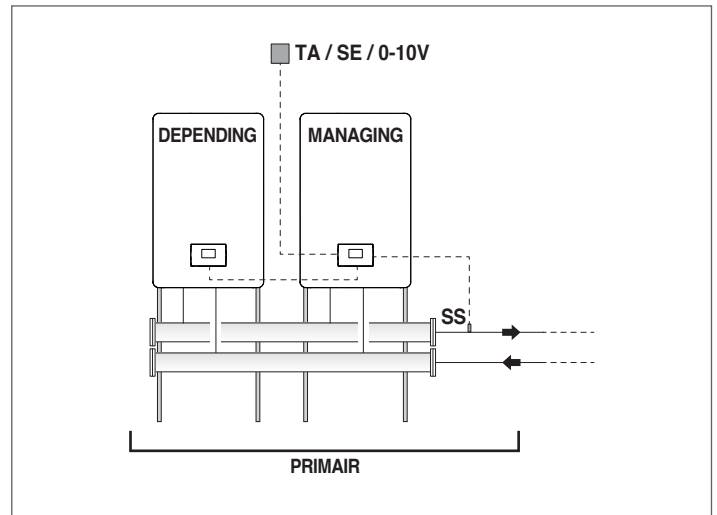 TA / SE / 0-10V
DEPENDING
MANAGING
SS
PRIMAIR